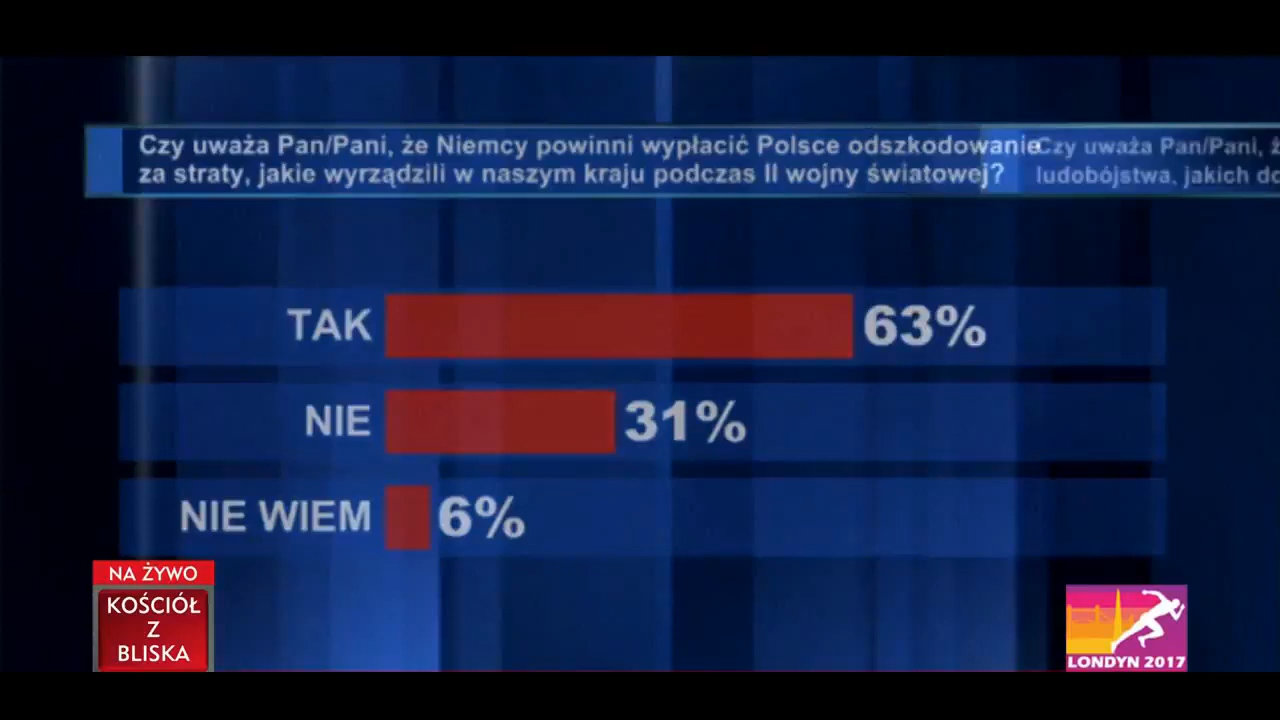 Czy uważa Pan/Pani, że Niemcy powinni wypłacić Polsce odszkodowanie
za straty, jakie wyrządzili w naszym kraju podczas II wojny światowej?
Czy uważa Pan/Pani,
ludobójstwa, jakich
TAK 63%
NIE 31%
NIE WIEM 6%
NA ŻYWO
KOŚCIÓŁ
Z
BLISKA
LONDYN 2017